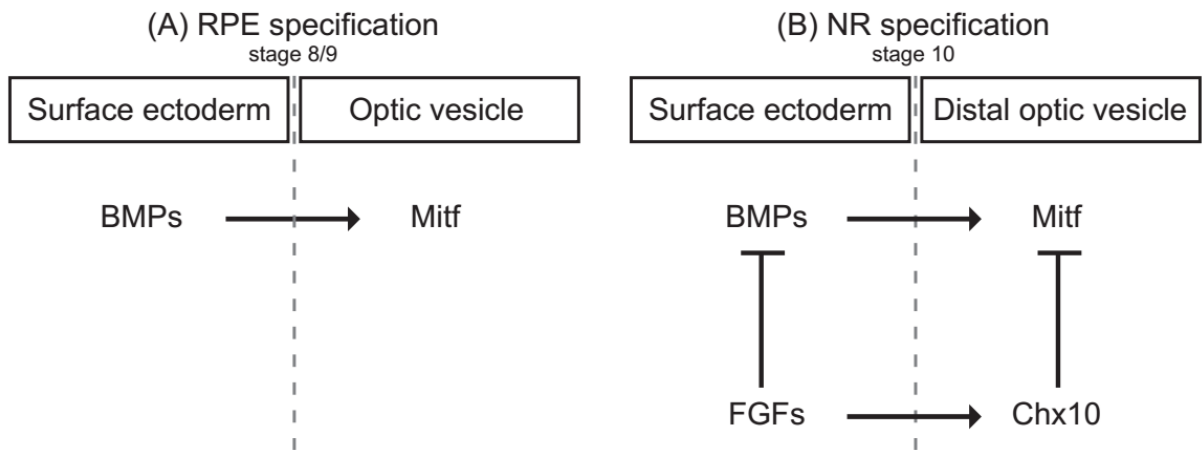 (A) RPE specification
stage 8/9
Surface ectoderm
Optic vesicle
BMPs
Mitf
(B) NR specification
stage 10
Surface ectoderm
Distal optic vesicle
BMPs
Mitf
FGFs
Chx10